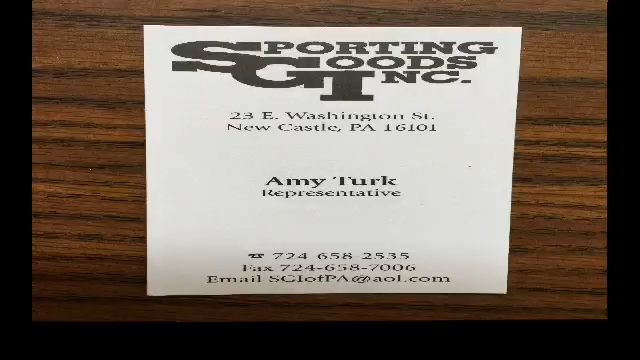 SPORTING
GOODS
INC.
23 E. Washington St.
New Castle, PA 16101
Amy Turk
Representative
☎ 724-658-2535
Fax 724-658-7006
Email SGIofPA@aol.com